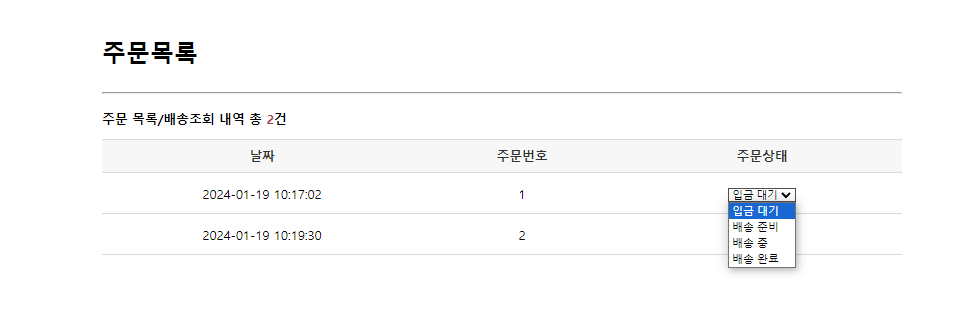 주문목록
주문 목록/배송조회 내역 총 2건
날짜 주문번호 주문상태
2024-01-19 10:17:02 1 입금 대기
입금 대기
배송 준비
2024-01-19 10:19:30 2
배송 중
배송 완료